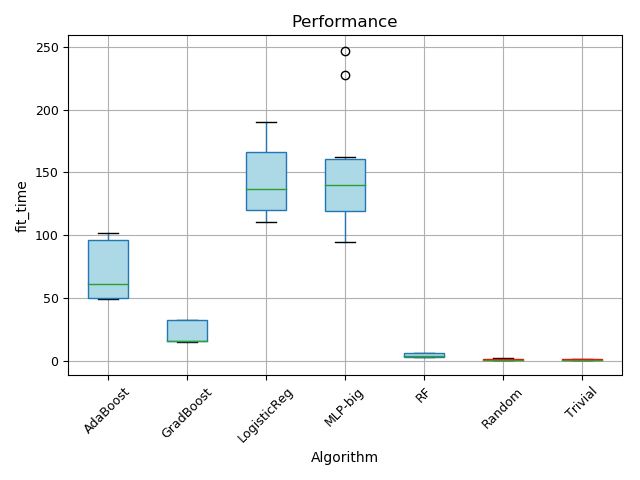 Performance
fit_time
250
200
150
100
50
0
AdaBoost
GradBoost
LogisticReg
MLP-big
RF
Random
Trivial
Algorithm